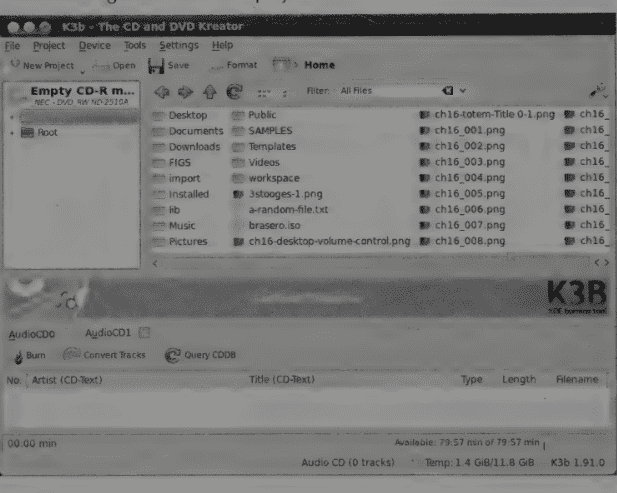 K3b - The CD and DVD Kreator
File Project Device Tools Settings Help
New Project Open Save Format > Home
Empty CD-R m...
NEC - DVD_RW ND-2510A
Filter: All Files
Root
Desktop Public ch16-totem-Title 0-1.png ch16_
Documents SAMPLES ch16_001.png ch16_
Downloads Templates ch16_002.png ch16_
FIGS Videos ch16_003.png ch16_
import workspace ch16_004.png ch16_
Installed 3stooges-1.png ch16_005.png ch16_
lib a-random-file.txt ch16_006.png ch16_
Music brasero.iso ch16_007.png ch16_
Pictures ch16-desktop-volume-control.png ch16_008.png ch16_
K3B
KDE burning tool
AudioCD0 AudioCD1
Burn Convert Tracks Query CDDB
No. Artist (CD-Text) Title (CD-Text) Type Length Filename
00:00 min Available: 79:57 min of 79:57 min
Audio CD (0 tracks) Temp: 1.4 GiB/11.8 GiB K3b 1.91.0